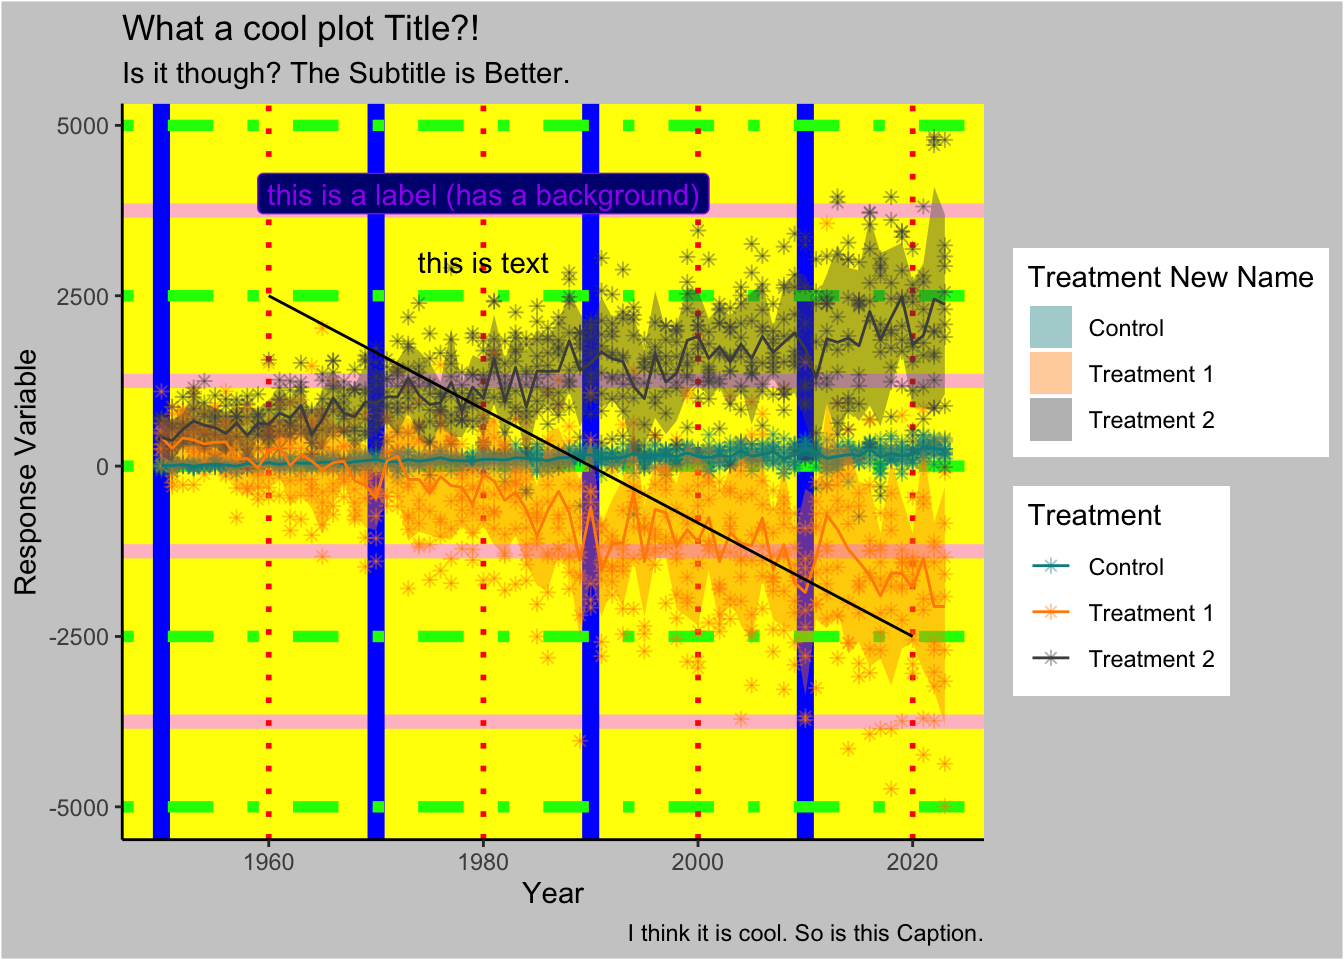 What a cool plot Title?!
Is it though? The Subtitle is Better.
Response Variable
5000
2500
0
-2500
-5000
this is a label (has a background)
this is text
1960
1980
2000
2020
Year
I think it is cool. So is this Caption.
Treatment New Name
Control
Treatment 1
Treatment 2
Treatment
Control
Treatment 1
Treatment 2